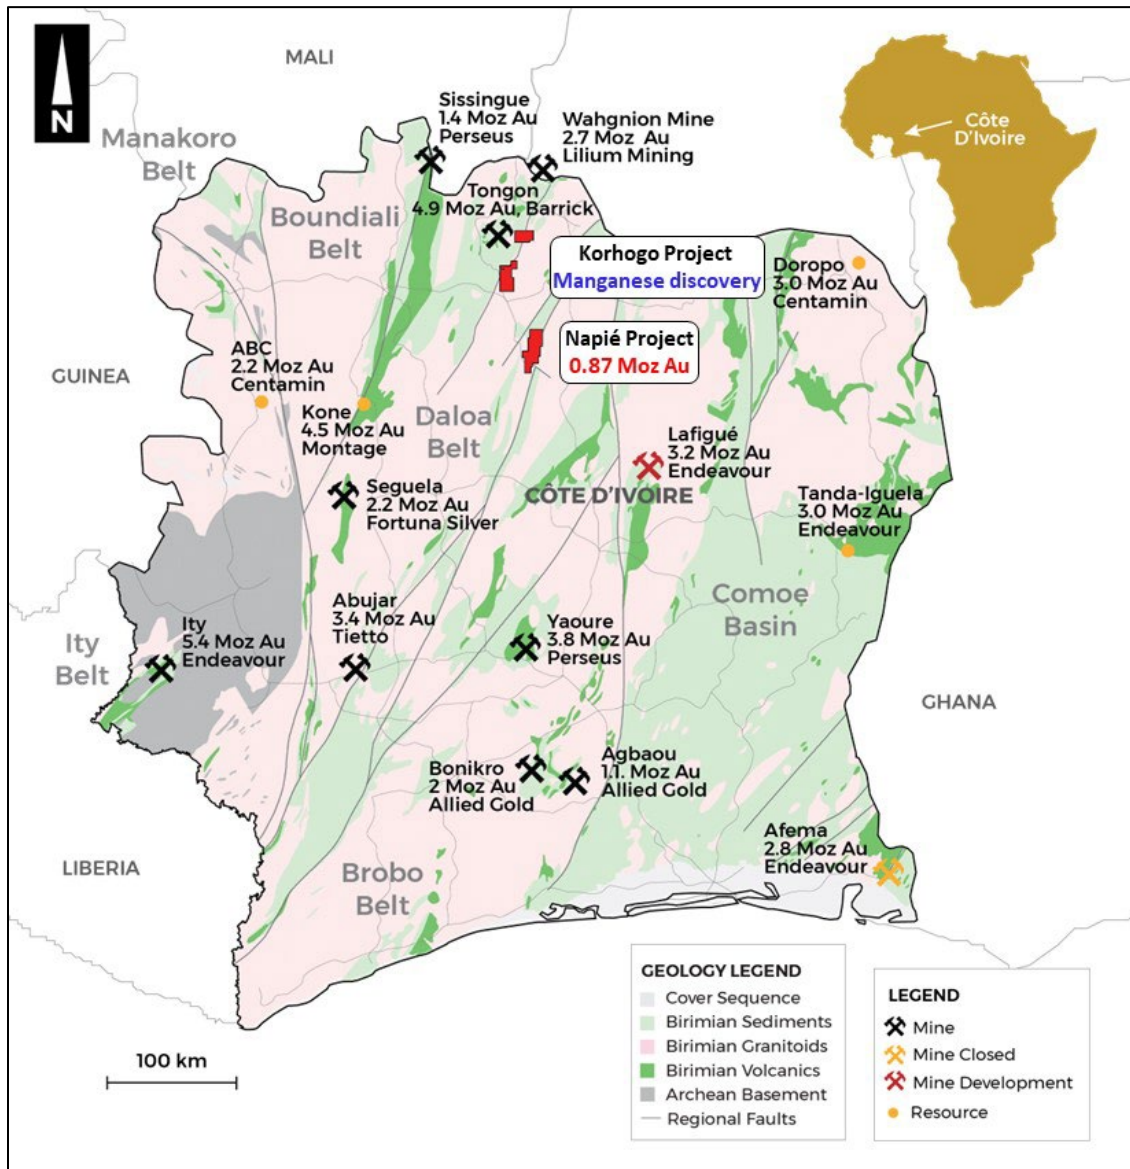 N
MALI
Manakoro
Belt
Sissingue
1.4 Moz Au
Perseus
Wahgnion Mine
2.7 Moz Au
Lilium Mining
Côte
D'Ivoire
Boundiali
Belt
Tongon
4.9 Moz Au, Barrick
Korhogo Project
Manganese discovery
Doropo
3.0 Moz Au
Centamin
Napié Project
0.87 Moz Au
GUINEA
ABC
2.2 Moz Au
Centamin
Kone
4.5 Moz Au
Montage
Daloa
Belt
Lafigué
3.2 Moz Au
Endeavour
Seguela
2.2 Moz Au
Fortuna Silver
CÔTE D'IVOIRE
Tanda-Iguela
3.0 Moz Au
Endeavour
Comoe
Basin
Abujar
3.4 Moz Au
Tietto
Yaoure
3.8 Moz Au
Perseus
Ity
Belt
Ity
5.4 Moz Au
Endeavour
GHANA
Bonikro
2 Moz Au
Allied Gold
Agbaou
1.1. Moz Au
Allied Gold
Afema
2.8 Moz Au
Endeavour
LIBERIA
Brobo
Belt
100 km
GEOLOGY LEGEND
Cover Sequence
Birimian Sediments
Birimian Granitoids
Birimian Volcanics
Archean Basement
Regional Faults
LEGEND
Mine
Mine Closed
Mine Development
Resource